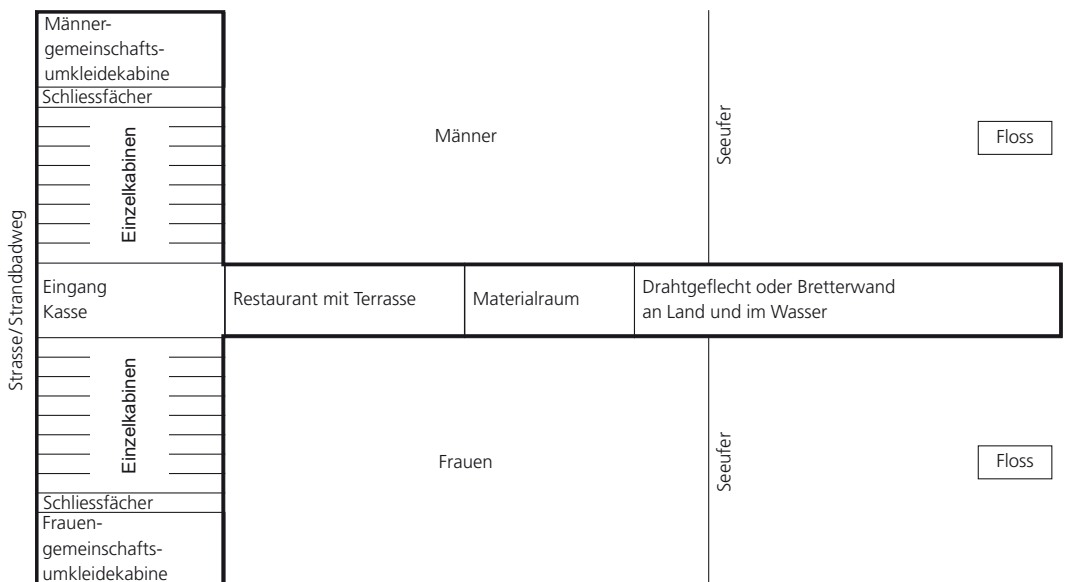 Männer-
gemeinschafts-
umkleidekabine
Schliessfächer
Einzelkabinen
Männer
Seeufer
Floss
Strasse/Strandbadweg
Eingang
Kasse
Restaurant mit Terrasse
Materialraum
Drahtgeflecht oder Bretterwand
an Land und im Wasser
Einzelkabinen
Frauen
Seeufer
Floss
Schliessfächer
Frauen-
gemeinschafts-
umkleidekabine